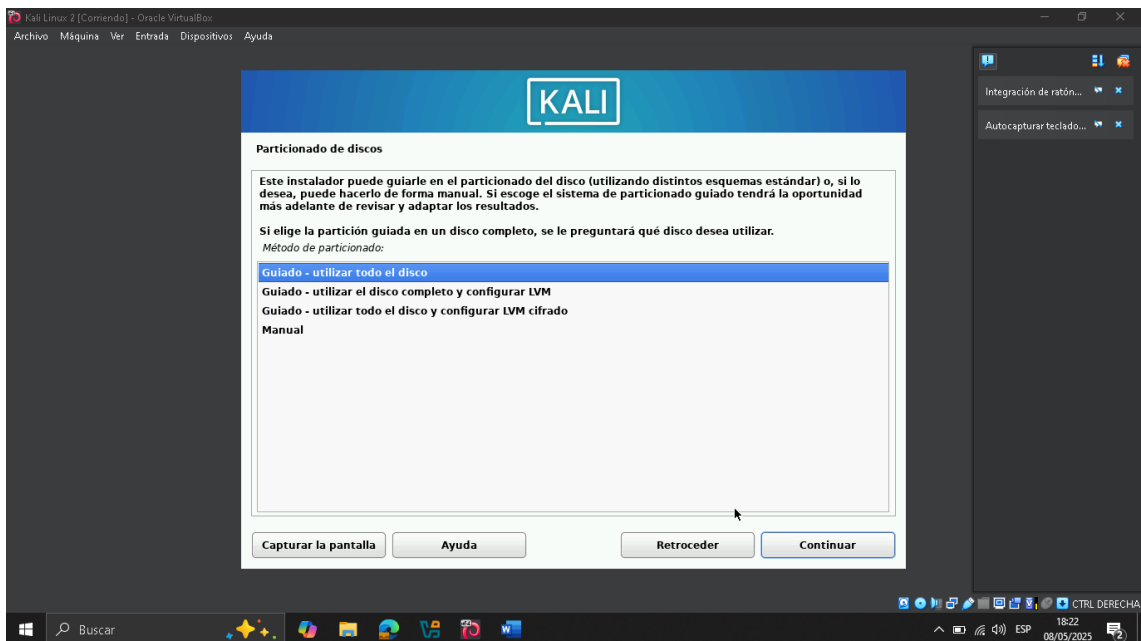 Kali Linux 2 [Corriendo] - Oracle VirtualBox
Archivo Máquina Ver Entrada Dispositivos Ayuda
Integración de ratón...
Autocapturar teclado...
KALI
Particionado de discos
Este instalador puede guiarle en el particionado del disco (utilizando distintos esquemas estándar) o, si lo
desea, puede hacerlo de forma manual. Si escoge el sistema de particionado guiado tendrá la oportunidad
más adelante de revisar y adaptar los resultados.
Si elige la partición guiada en un disco completo, se le preguntará qué disco desea utilizar.
Método de particionado:
Guiado - utilizar todo el disco
Guiado - utilizar el disco completo y configurar LVM
Guiado - utilizar todo el disco y configurar LVM cifrado
Manual
Capturar la pantalla Ayuda Retroceder Continuar
CTRL DERECHA
Buscar
ESP
18:22
08/05/2025